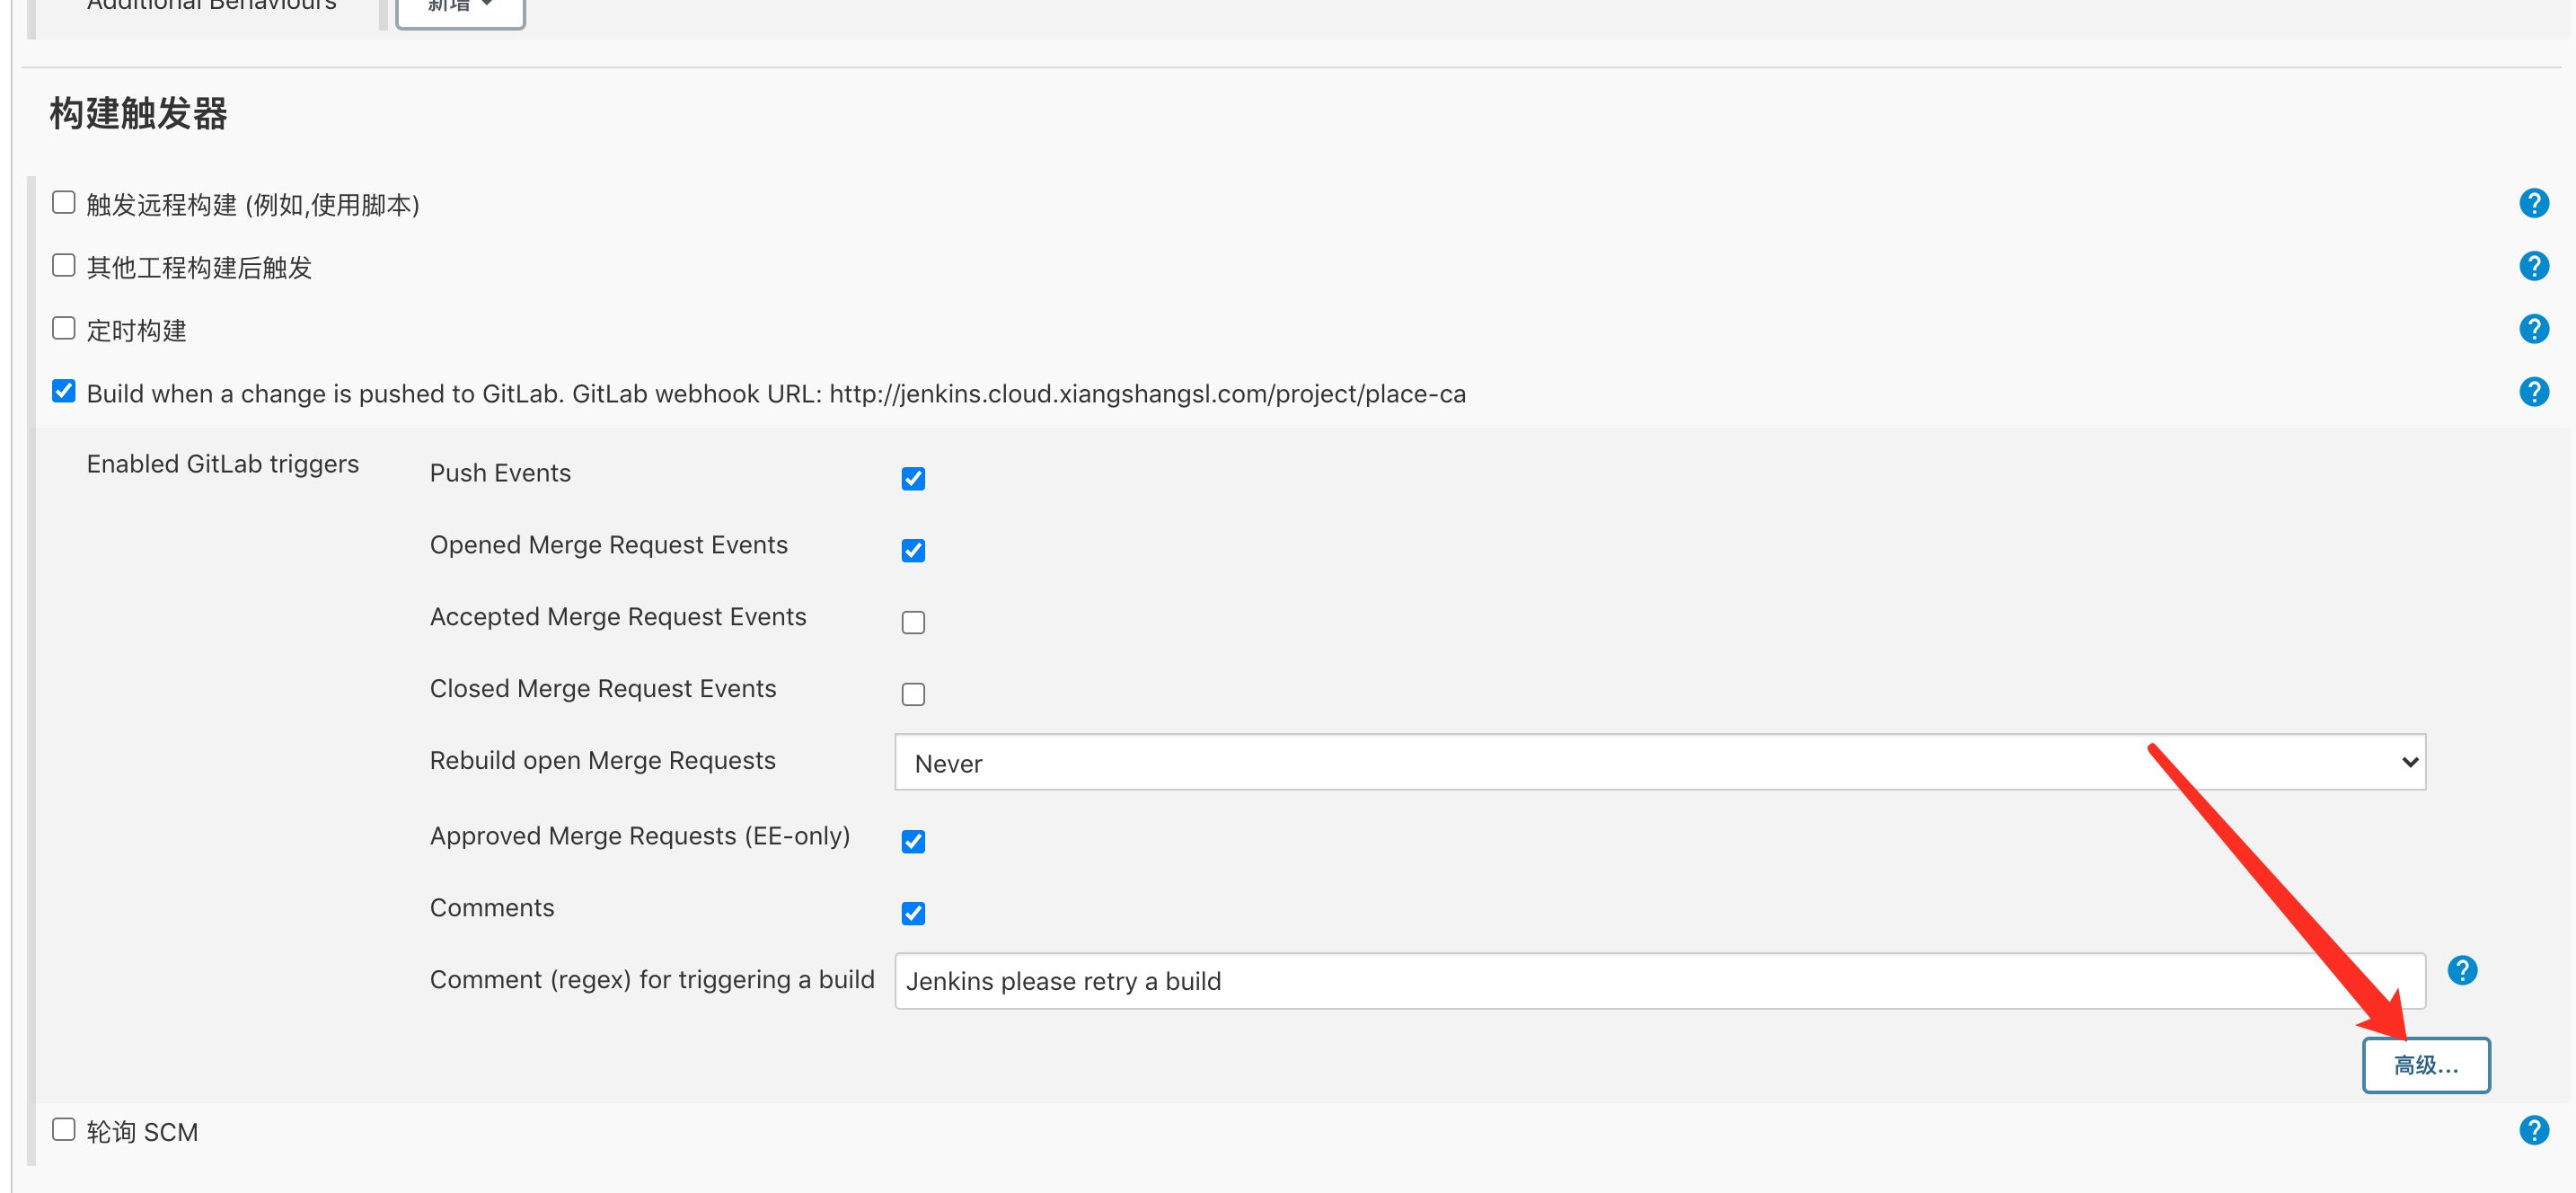 Additional Behaviours
新增
构建触发器
触发远程构建 (例如,使用脚本)
其他工程构建后触发
定时构建
Build when a change is pushed to GitLab. GitLab webhook URL: http://jenkins.cloud.xiangshangsl.com/project/place-ca
Enabled GitLab triggers
Push Events
Opened Merge Request Events
Accepted Merge Request Events
Closed Merge Request Events
Rebuild open Merge Requests
Never
Approved Merge Requests (EE-only)
Comments
Comment (regex) for triggering a build
Jenkins please retry a build
高级...
轮询 SCM